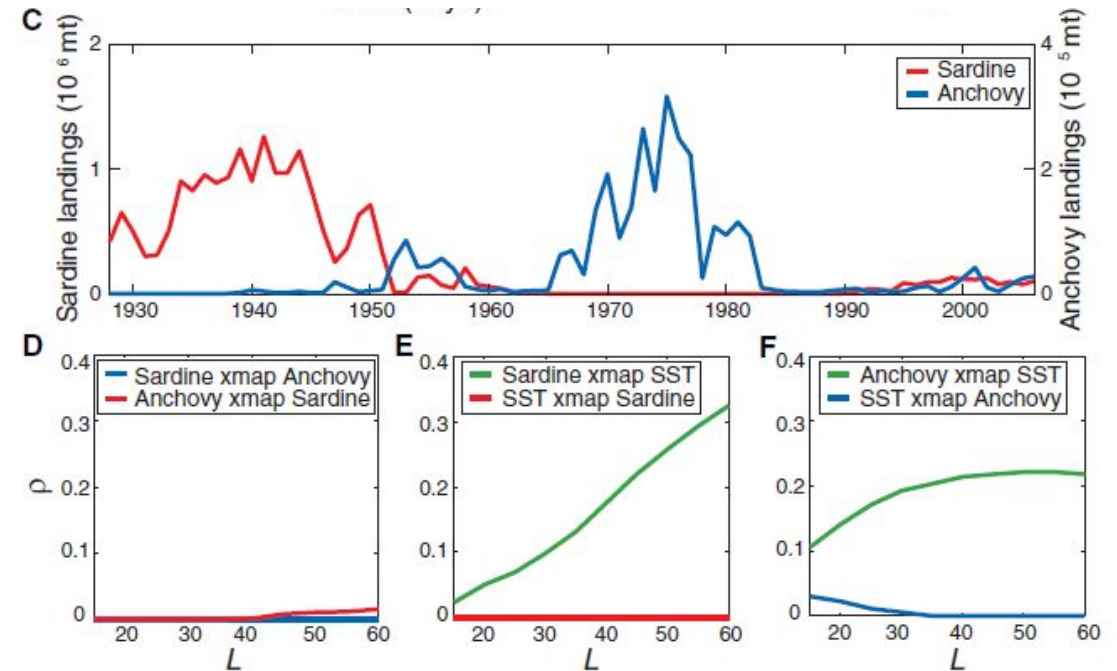 C
Sardine landings (10 6 mt)
2
1
0
4
2
0
Anchovy landings (10 5 mt)
Sardine
Anchovy
1930 1940 1950 1960 1970 1980 1990 2000
D
0.4
0.3
0.2
0.1
0
ρ
Sardine xmap Anchovy
Anchovy xmap Sardine
20 30 40 50 60
L
E
0.4
0.3
0.2
0.1
0
Sardine xmap SST
SST xmap Sardine
20 30 40 50 60
L
F
0.4
0.3
0.2
0.1
0
Anchovy xmap SST
SST xmap Anchovy
20 30 40 50 60
L